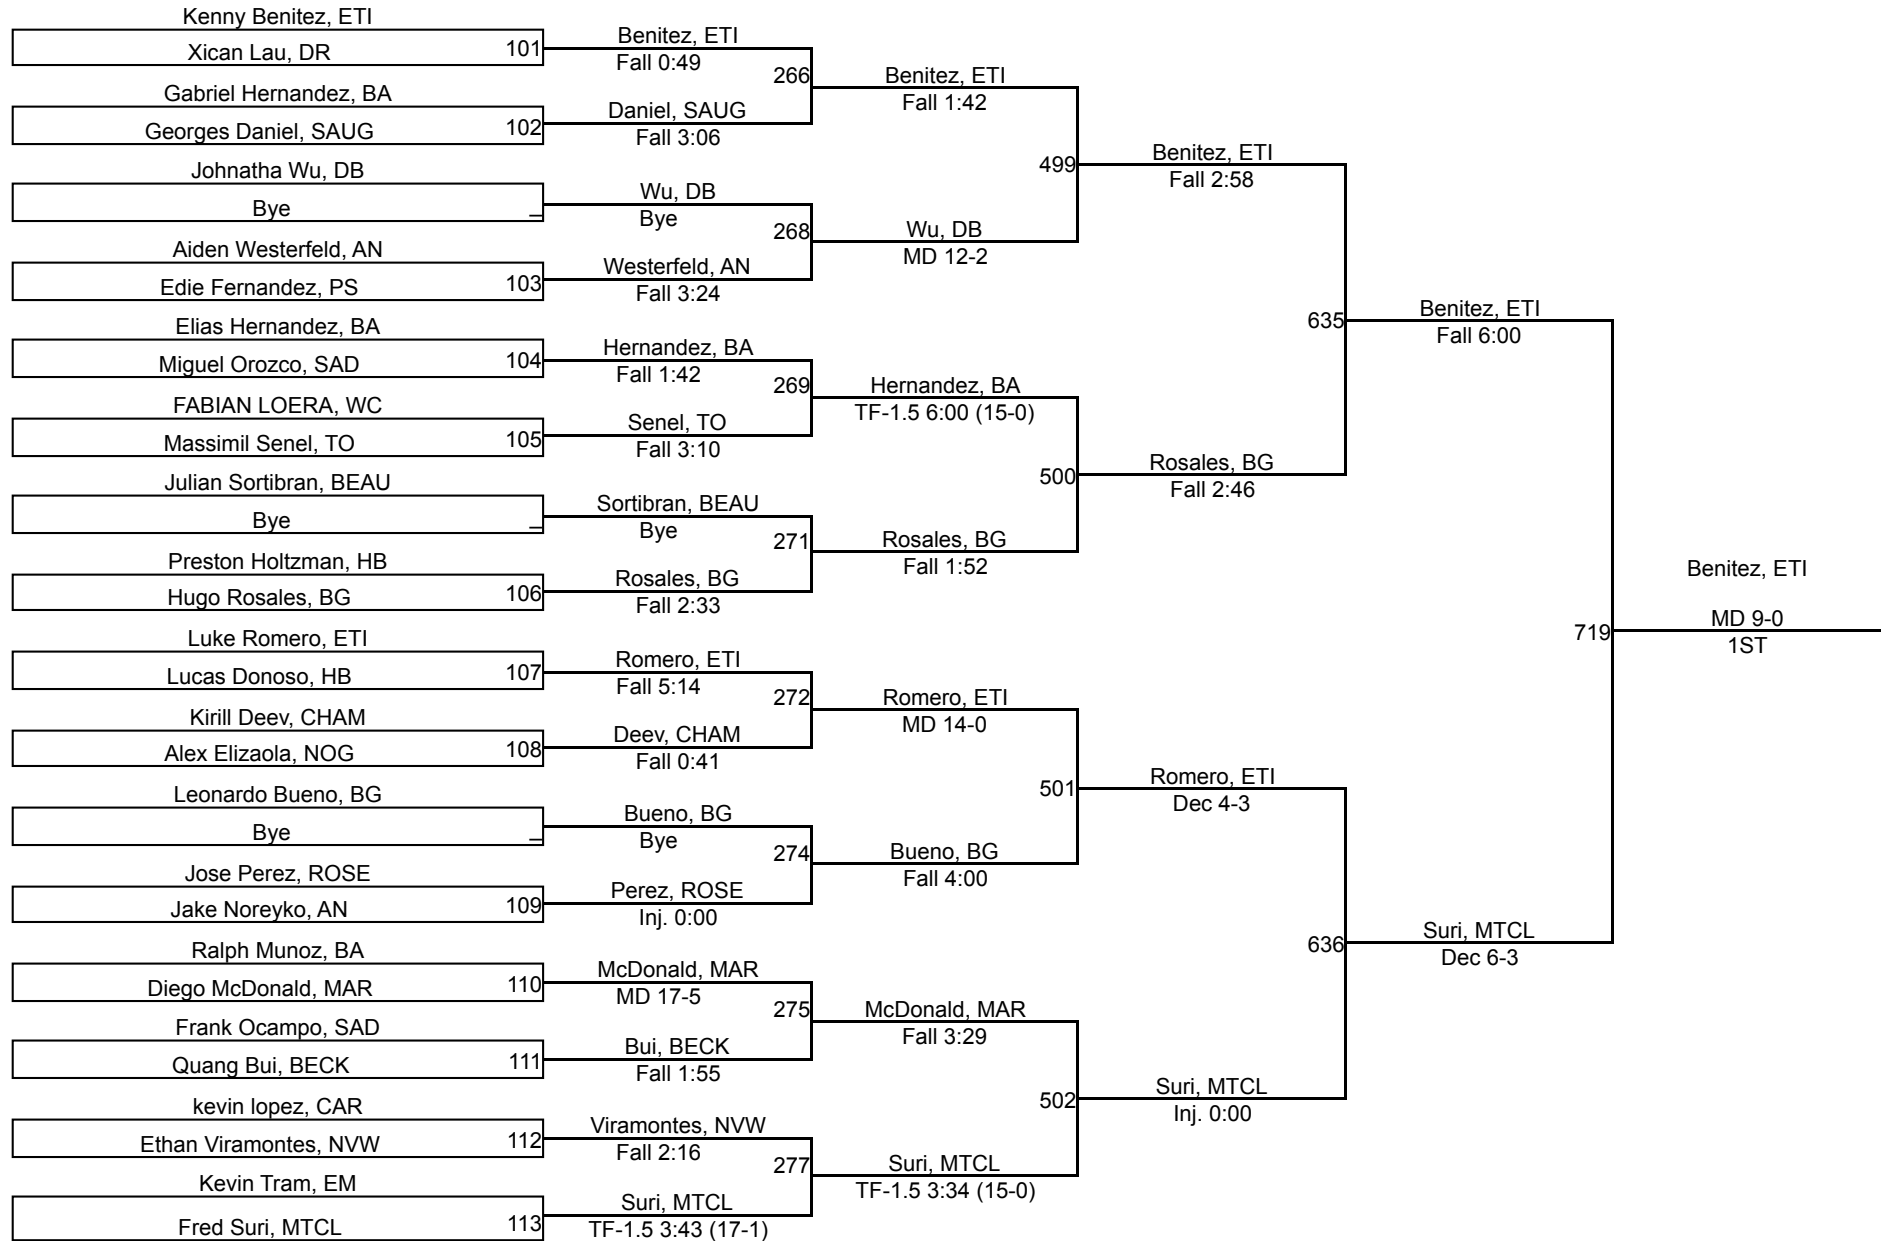 Kenny Benitez, ETI
Xican Lau, DR
101
Gabriel Hernandez, BA
Georges Daniel, SAUG
102
Johnatha Wu, DB
Bye
_
Aiden Westerfeld, AN
Edie Fernandez, PS
103
Elias Hernandez, BA
Miguel Orozco, SAD
104
FABIAN LOERA, WC
Massimil Senel, TO
105
Julian Sortibran, BEAU
Bye
_
Preston Holtzman, HB
Hugo Rosales, BG
106
Luke Romero, ETI
Lucas Donoso, HB
107
Kirill Deev, CHAM
Alex Elizaola, NOG
108
Leonardo Bueno, BG
Bye
_
Jose Perez, ROSE
Jake Noreyko, AN
109
Ralph Munoz, BA
Diego McDonald, MAR
110
Frank Ocampo, SAD
Quang Bui, BECK
111
kevin lopez, CAR
Ethan Viramontes, NVW
112
Kevin Tram, EM
Fred Suri, MTCL
113
Benitez, ETI
Fall 0:49
266
Daniel, SAUG
Fall 3:06
Wu, DB
Bye
268
Westerfeld, AN
Fall 3:24
Hernandez, BA
Fall 1:42
269
Senel, TO
Fall 3:10
Sortibran, BEAU
Bye
271
Rosales, BG
Fall 2:33
Romero, ETI
Fall 5:14
272
Deev, CHAM
Fall 0:41
Bueno, BG
Bye
274
Perez, ROSE
Inj. 0:00
McDonald, MAR
MD 17-5
275
Bui, BECK
Fall 1:55
Viramontes, NVW
Fall 2:16
277
Suri, MTCL
TF-1.5 3:43 (17-1)
Benitez, ETI
Fall 1:42
499
Wu, DB
MD 12-2
Hernandez, BA
TF-1.5 6:00 (15-0)
500
Rosales, BG
Fall 1:52
Romero, ETI
MD 14-0
501
Bueno, BG
Fall 4:00
McDonald, MAR
Fall 3:29
502
Suri, MTCL
TF-1.5 3:34 (15-0)
Benitez, ETI
Fall 2:58
635
Rosales, BG
Fall 2:46
Romero, ETI
Dec 4-3
636
Suri, MTCL
Inj. 0:00
Benitez, ETI
Fall 6:00
719
Suri, MTCL
Dec 6-3
Benitez, ETI
MD 9-0
1ST